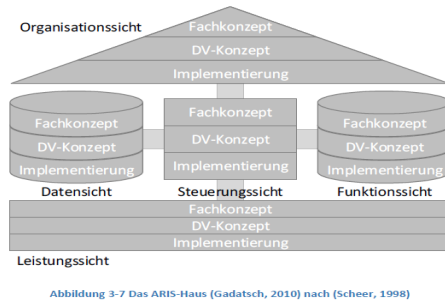 Organisationssicht
Fachkonzept
DV-Konzept
Implementierung
Fachkonzept
DV-Konzept
Implementierung
Datensicht
Fachkonzept
DV-Konzept
Implementierung
Steuerungssicht
Fachkonzept
DV-Konzept
Implementierung
Funktionssicht
Fachkonzept
DV-Konzept
Implementierung
Leistungssicht
Abbildung 3-7 Das ARIS-Haus (Gadatsch, 2010) nach (Scheer, 1998)